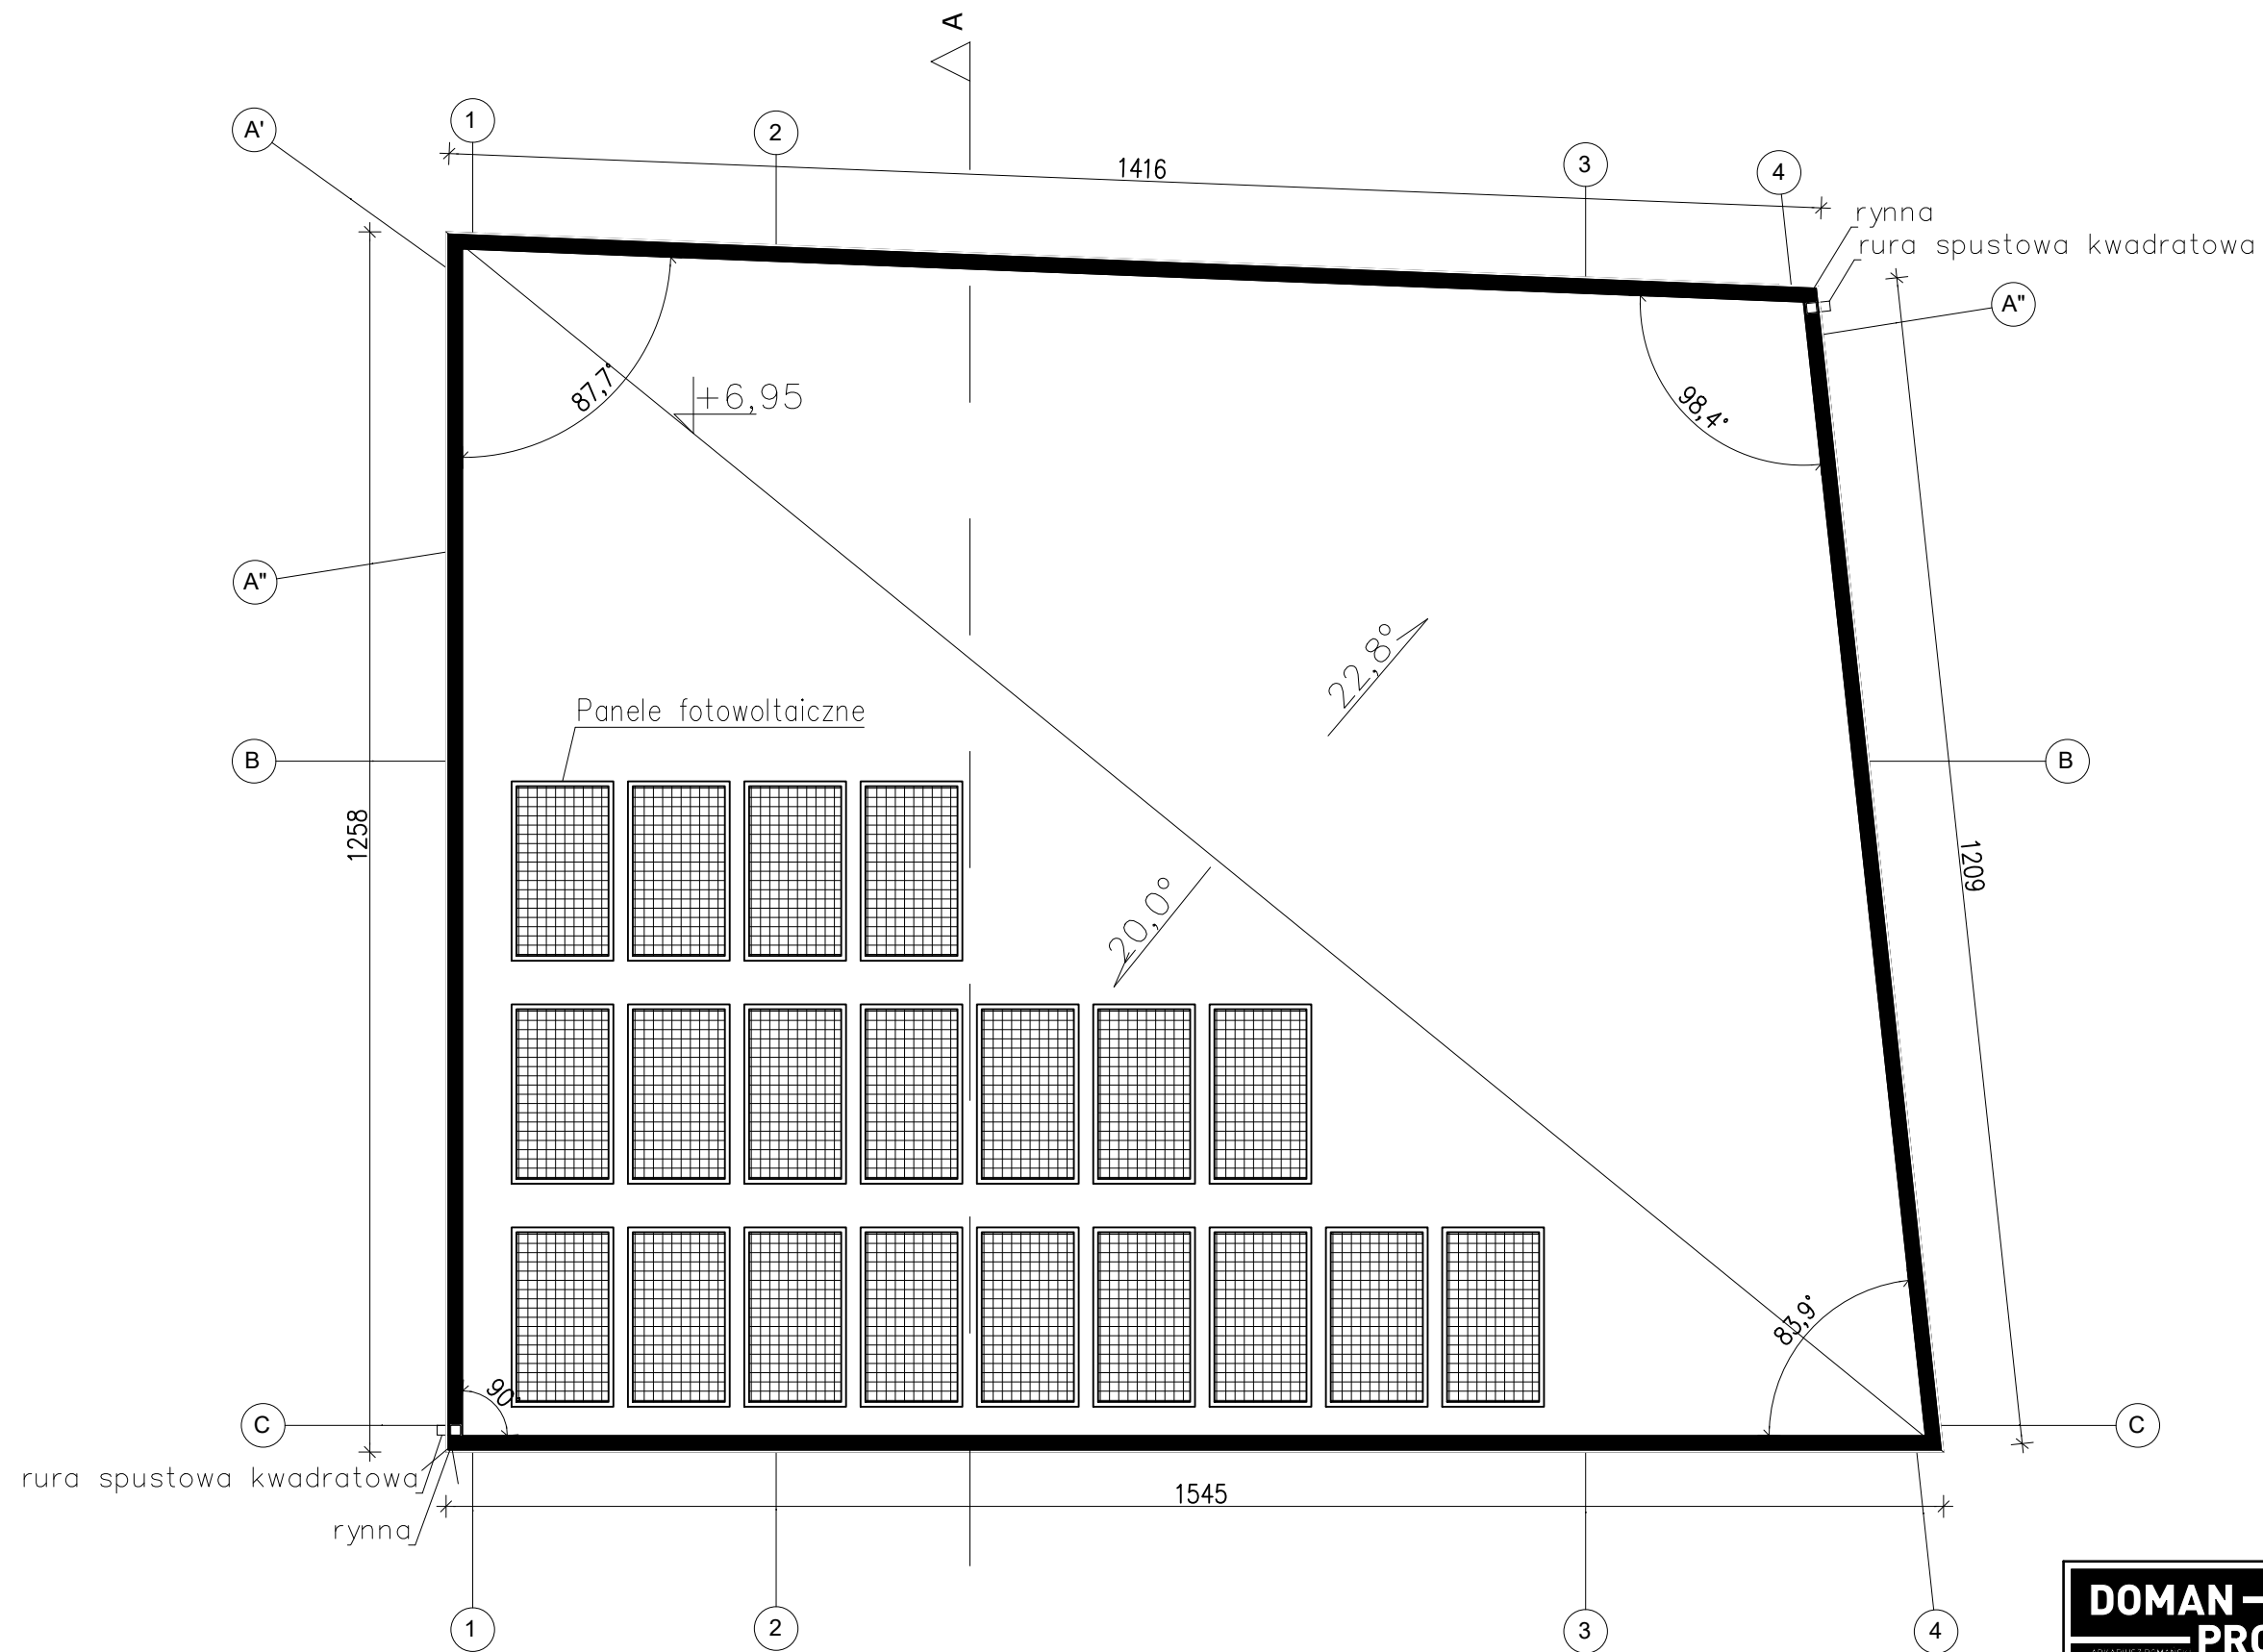 A
A'
1
2
1416
3
4
rynna
rura spustowa kwadratowa
A"
87,7°
+6,95
98,4°
A"
22,8°
Panele fotowoltaiczne
B
B
1258
1209
20,0°
83,9°
90°
C
C
rura spustowa kwadratowa
1545
rynna
1
2
3
4
DOMAN